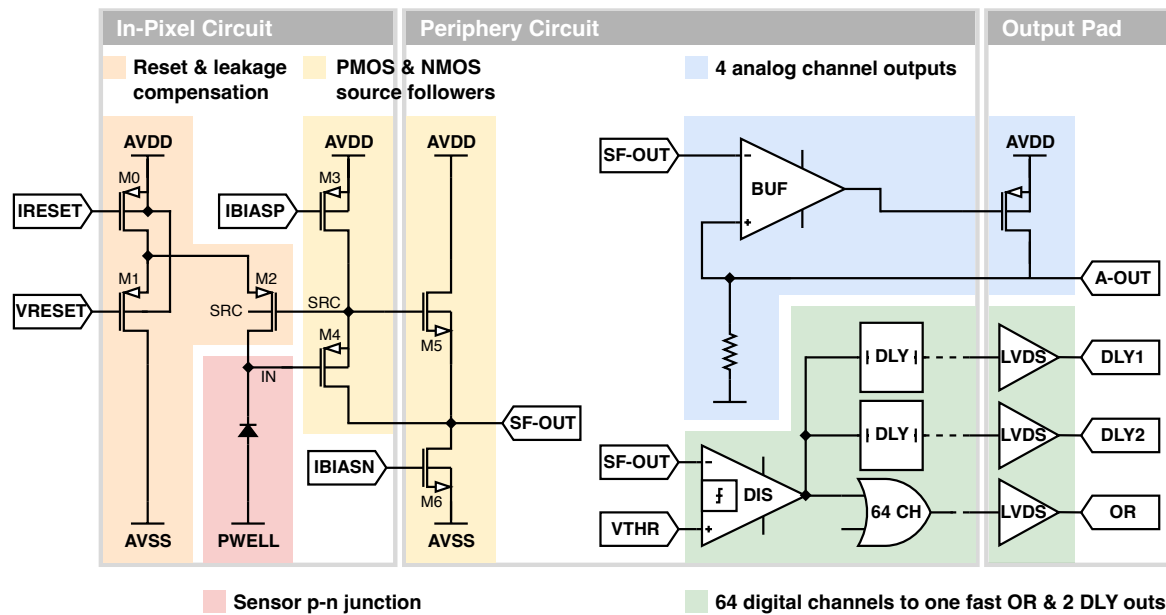 In-Pixel Circuit
Periphery Circuit
Output Pad
Reset & leakage
compensation
PMOS & NMOS
source followers
4 analog channel outputs
AVDD
AVDD
AVDD
AVDD
SF-OUT
M0
M3
BUF
IRESET
IBIASP
M1
M2
A-OUT
VRESET
SRC
SRC
M4
M5
DLY
LVDS
DLY1
IN
SF-OUT
DLY
LVDS
DLY2
IBIASN
SF-OUT
M6
DIS
64 CH
LVDS
OR
VTHR
AVSS
PWELL
AVSS
Sensor p-n junction
64 digital channels to one fast OR & 2 DLY outs